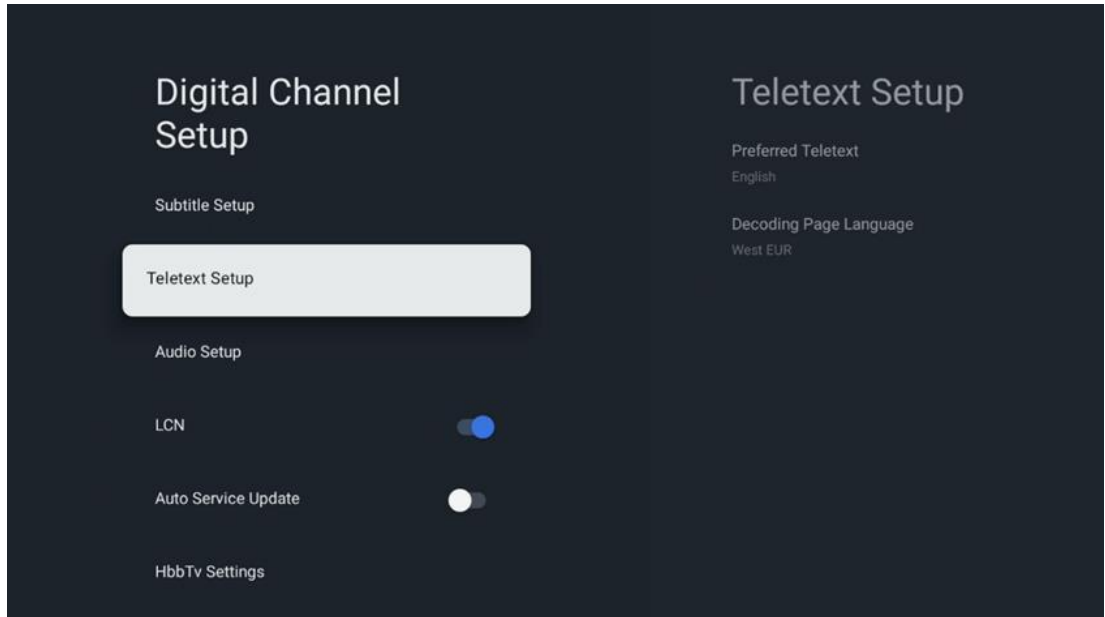 Digital Channel
Setup
Subtitle Setup
Teletext Setup
Audio Setup
LCN
Auto Service Update
HbbTv Settings
Teletext Setup
Preferred Teletext
English
Decoding Page Language
West EUR